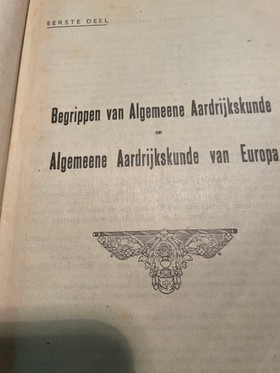 EERSTE DEEL
Begrippen van Algemeene Aardrijkskunde
en
Algemeene Aardrijkskunde van Europa